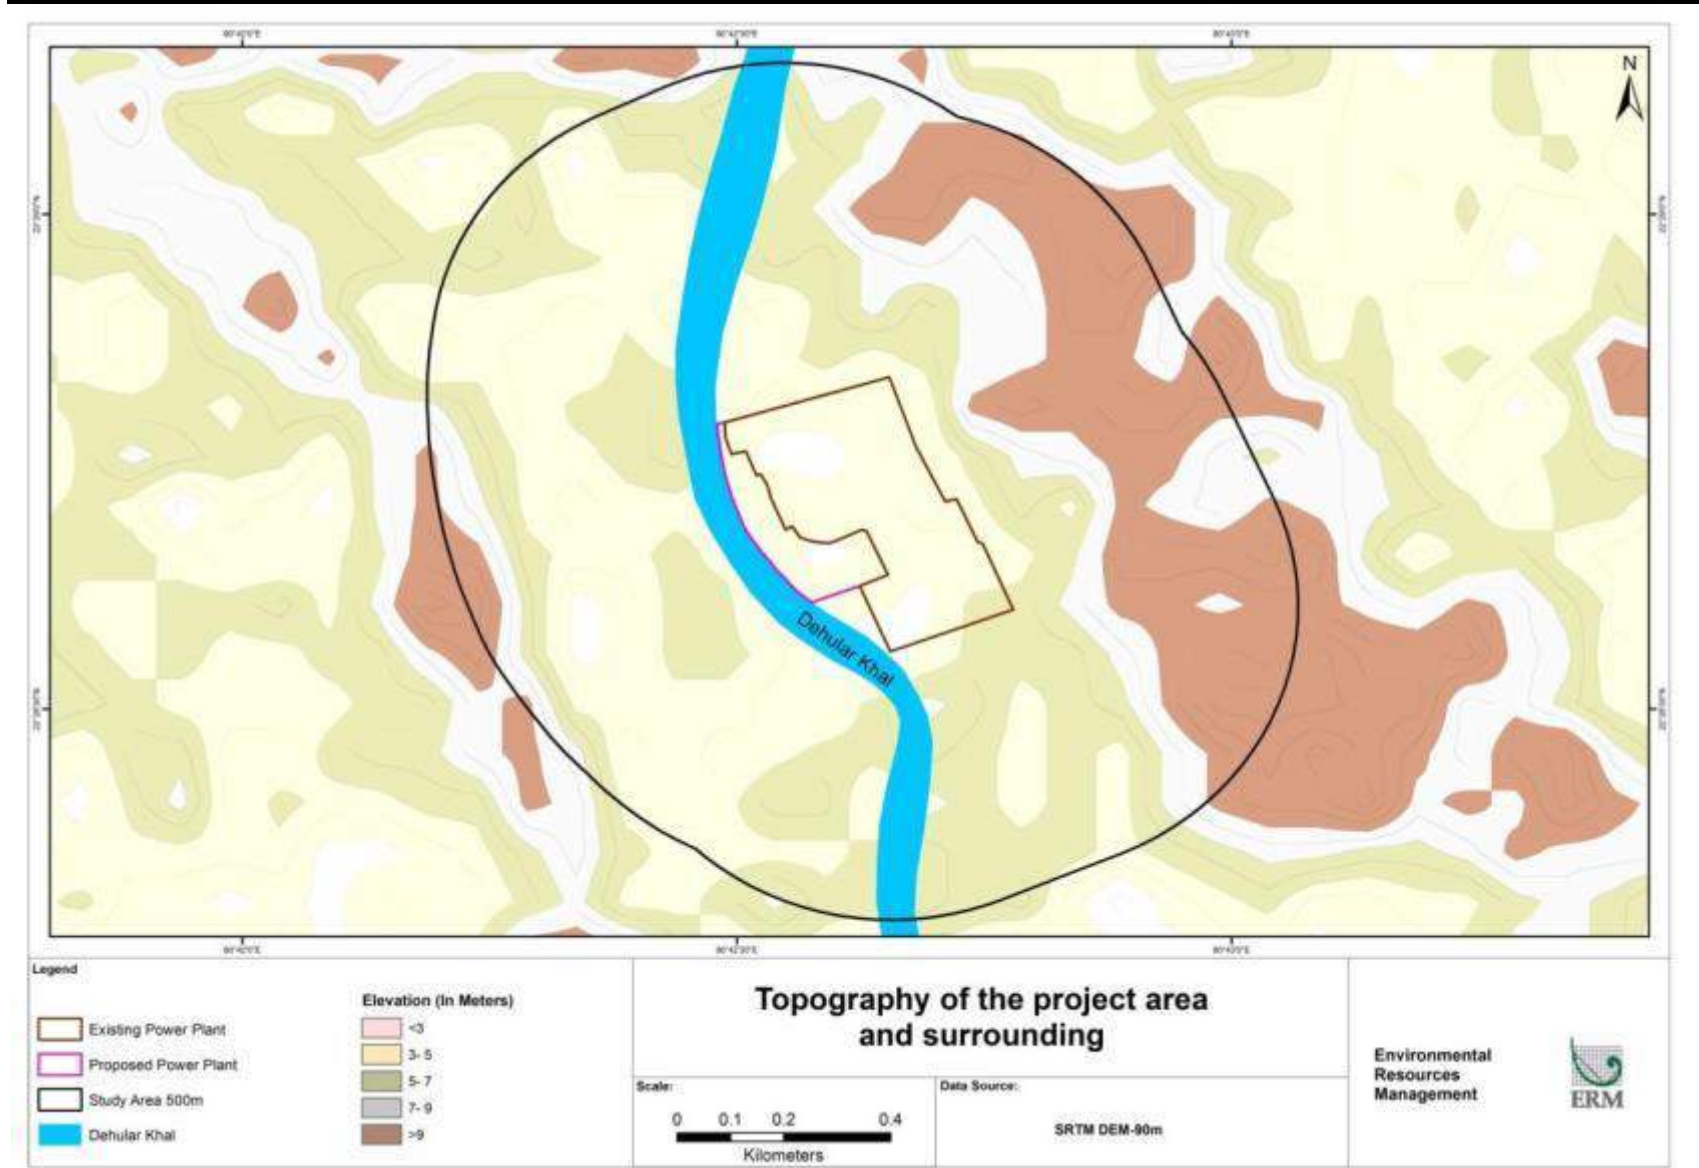 N
Dehular Khal
Legend
Existing Power Plant
Proposed Power Plant
Study Area 500m
Dehular Khal
Elevation (In Meters)
<3
3- 5
5- 7
7- 9
>9
Topography of the project area
and surrounding
Scale:
0 0.1 0.2 0.4
Kilometers
Data Source:
SRTM DEM-90m
Environmental
Resources
Management
ERM